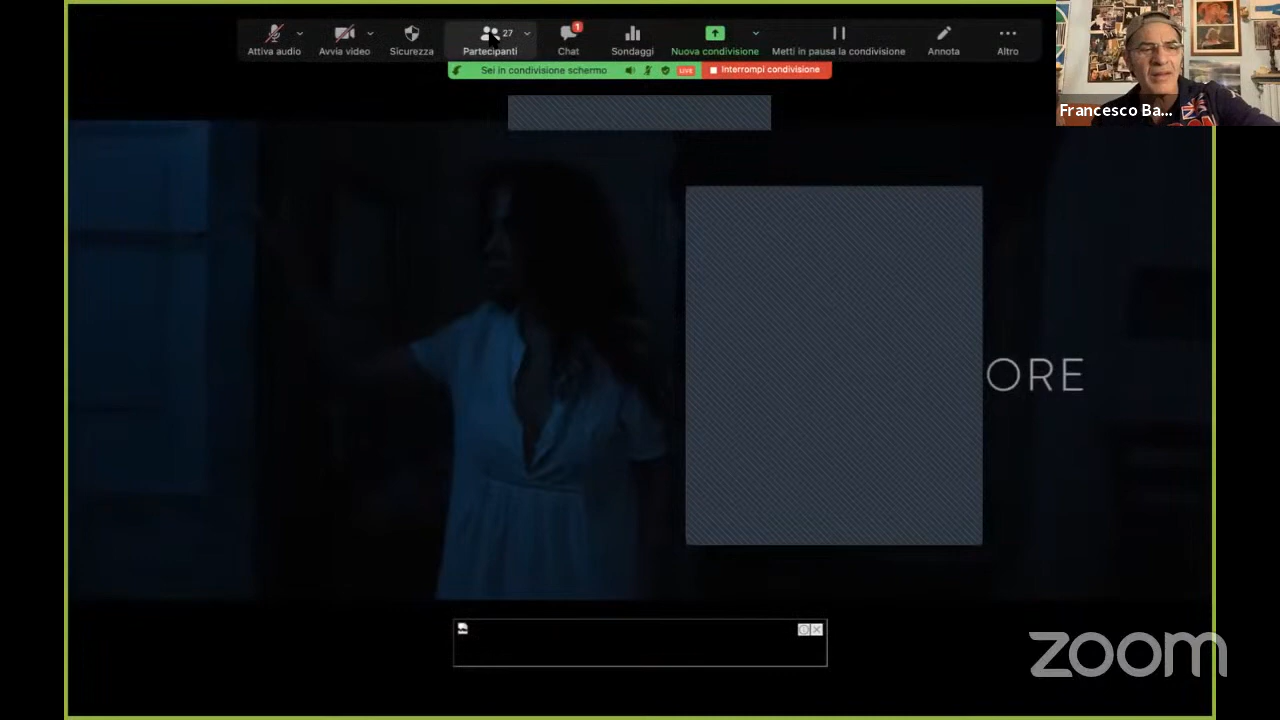 27
1
Attiva audio
Avvia video
Sicurezza
Partecipanti
Chat
Sondaggi
Nuova condivisione
Metti in pausa la condivisione
Annota
Altro
Sei in condivisione schermo
LIVE
Interrompi condivisione
Francesco Ba...
ORE
zoom